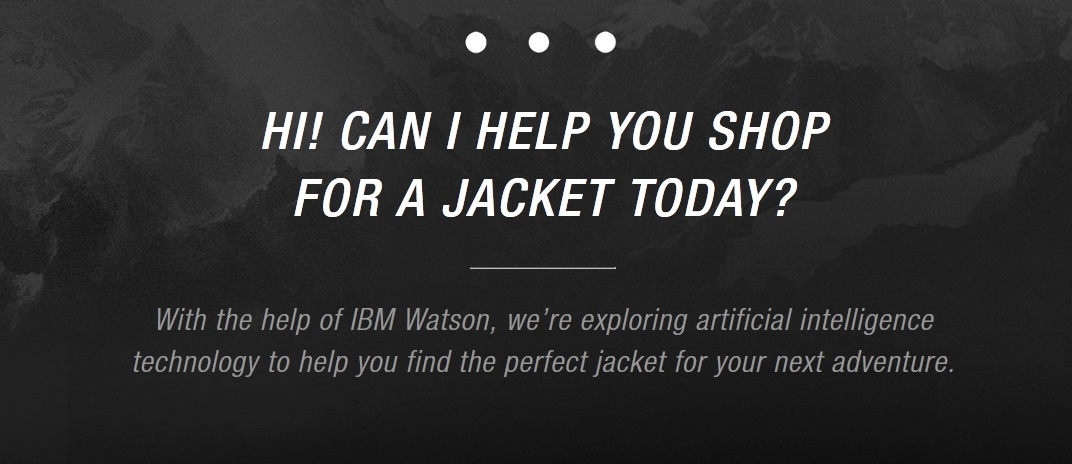 HI! CAN I HELP YOU SHOP
FOR A JACKET TODAY?
With the help of IBM Watson, we’re exploring artificial intelligence
technology to help you find the perfect jacket for your next adventure.